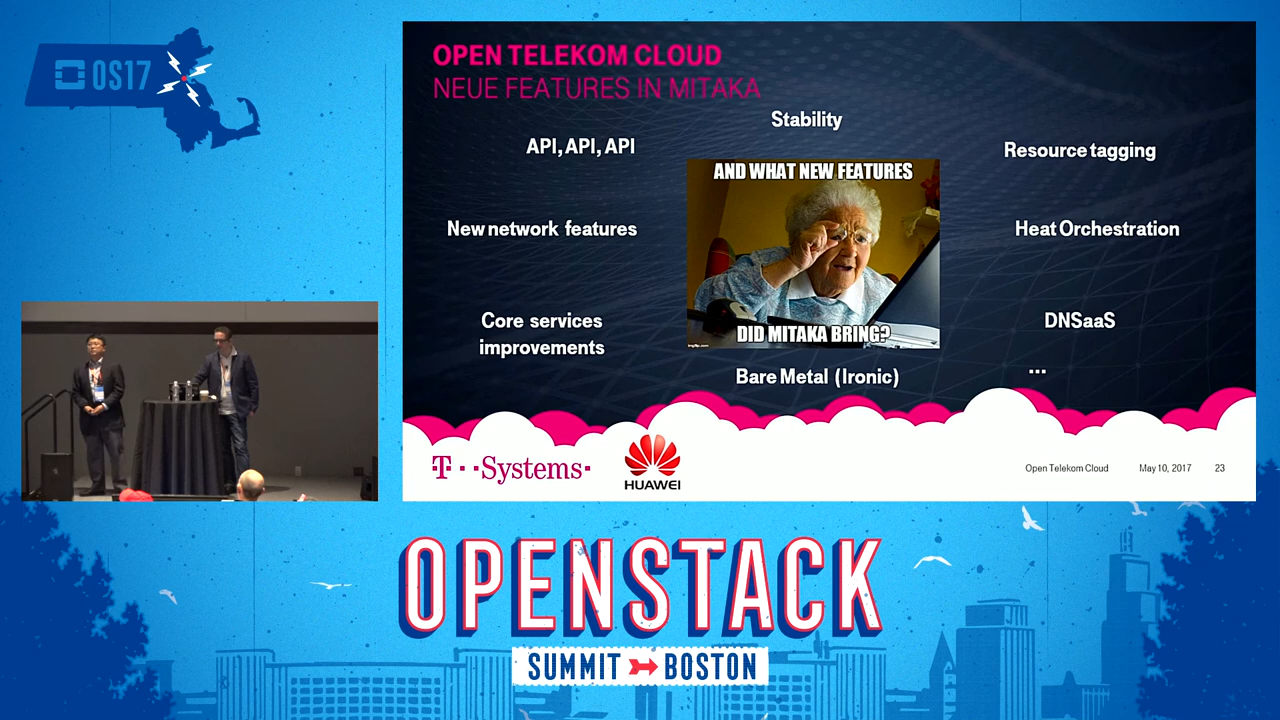 OS17
OPEN TELEKOM CLOUD
NEUE FEATURES IN MITAKA
Stability
API, API, API
Resource tagging
AND WHAT NEW FEATURES
New network features
Heat Orchestration
Core services
improvements
DNSaaS
DID MITAKA BRING?
imgflip.com
Bare Metal (Ironic)
...
T · · Systems ·
HUAWEI
Open Telekom Cloud
May 10, 2017
23
OPENSTACK
SUMMIT BOSTON